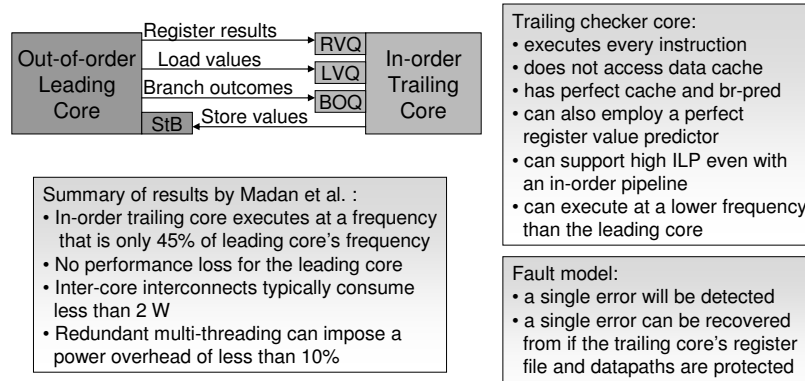 Out-of-order
Leading
Core
Register results
Load values
Branch outcomes
StB
Store values
RVQ
LVQ
BOQ
In-order
Trailing
Core
Summary of results by Madan et al. :
• In-order trailing core executes at a frequency
that is only 45% of leading core's frequency
• No performance loss for the leading core
• Inter-core interconnects typically consume
less than 2 W
• Redundant multi-threading can impose a
power overhead of less than 10%
Trailing checker core:
• executes every instruction
• does not access data cache
• has perfect cache and br-pred
• can also employ a perfect
register value predictor
• can support high ILP even with
an in-order pipeline
• can execute at a lower frequency
than the leading core
Fault model:
• a single error will be detected
• a single error can be recovered
from if the trailing core's register
file and datapaths are protected